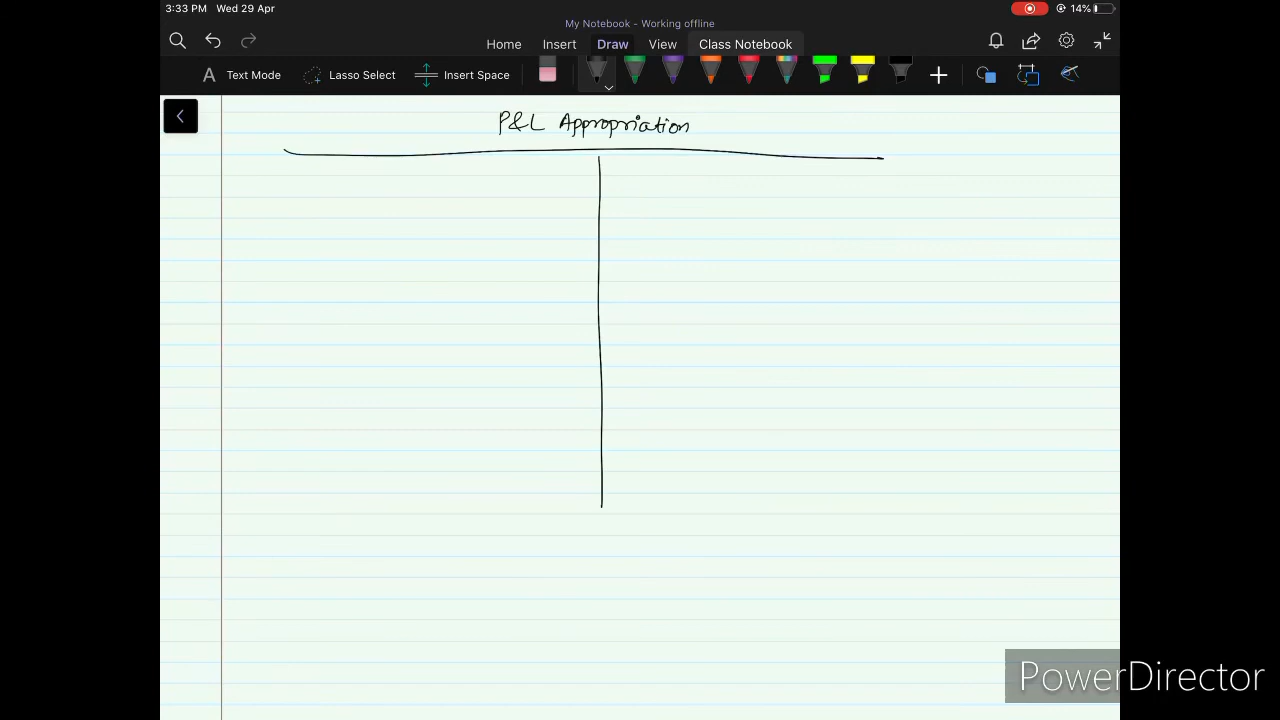 3:33 PM Wed 29 Apr 14%
My Notebook - Working offline
Home Insert Draw View Class Notebook
A Text Mode Lasso Select Insert Space
P&L Appropriation
PowerDirector